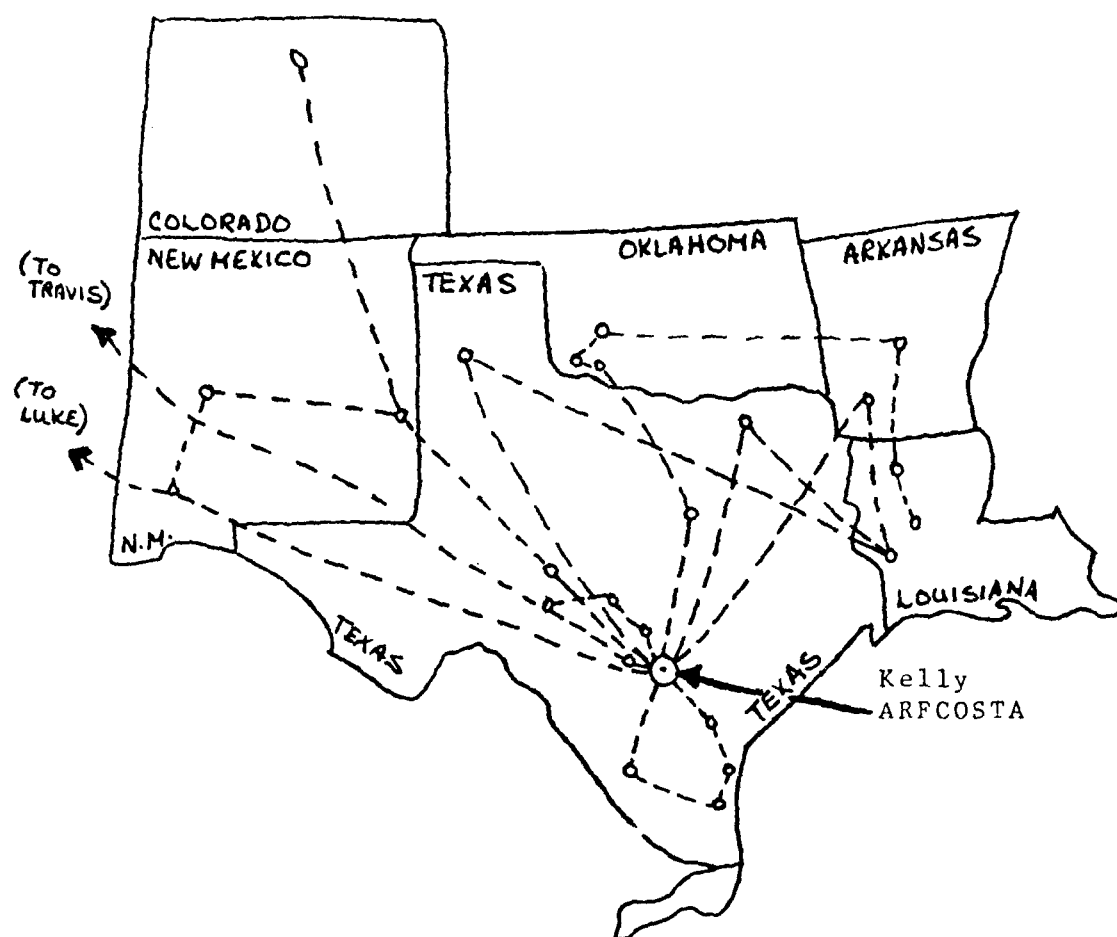 COLORADO
NEW MEXICO
(TO
TRAVIS)
(TO
LUKE)
N.M.
TEXAS
OKLAHOMA
ARKANSAS
TEXAS
LOUISIANA
TEXAS
Kelly
ARFCOSTA